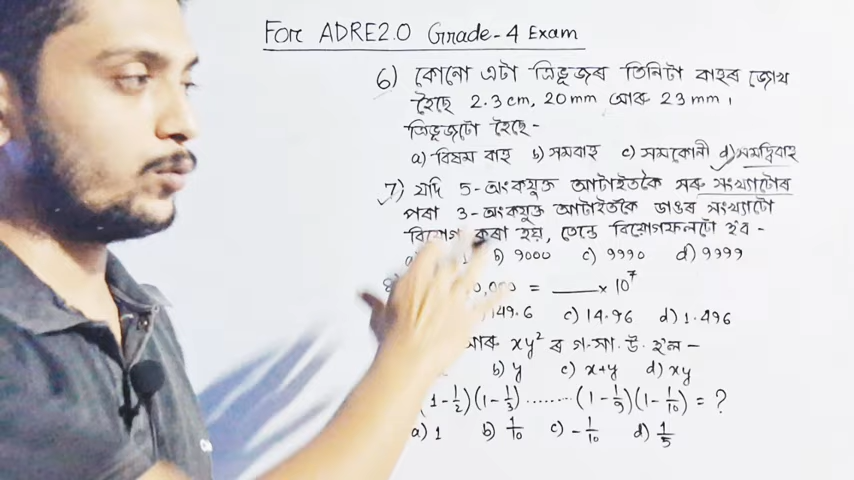 For ADRE2.0 Grade-4 Exam
6) কোনো এটা ত্ৰিভূজৰ তিনিটা বাহুৰ জোখ
হৈছে 2.3 cm, 20 mm আৰু 23 mm।
ত্ৰিভূজটো হৈছে-
a) বিষম বাহু b) সমবাহু c) সমকোনী d) সমদ্বিবাহু
7) যদি 5-অংকযুক্ত আটাইতকৈ সৰু সংখ্যাটোৰ
পৰা 3-অংকযুক্ত আটাইতকৈ ডাঙৰ সংখ্যাটো
বিয়োগ কৰা হয়, তেন্তে বিয়োগফলটো হ'ব -
1 b) 9000 c) 9990 d) 9999
= ___ × 10⁷
149.6 c) 14.96 d) 1.496
আৰু xy² ৰ গ.সা.উ. হ'ল -
b) y c) x+y d) xy
(1-1/2)(1-1/3).......(1-1/9)(1-1/10) = ?
a) 1 b) 1/10 c) -1/10 d) 1/5